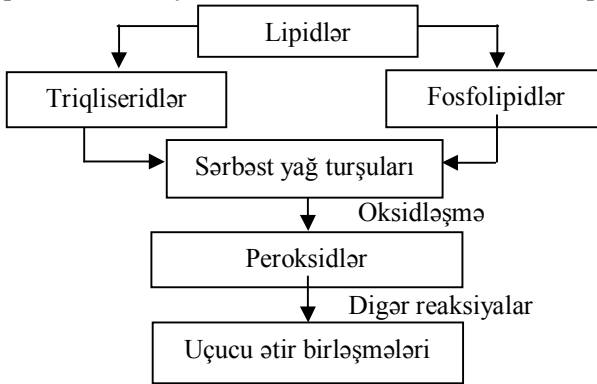 Lipidlər
Triqliseridlər
Fosfolipidlər
Sərbəst yağ turşuları
Oksidləşmə
Peroksidlər
Digər reaksiyalar
Uçucu ətir birləşmələri